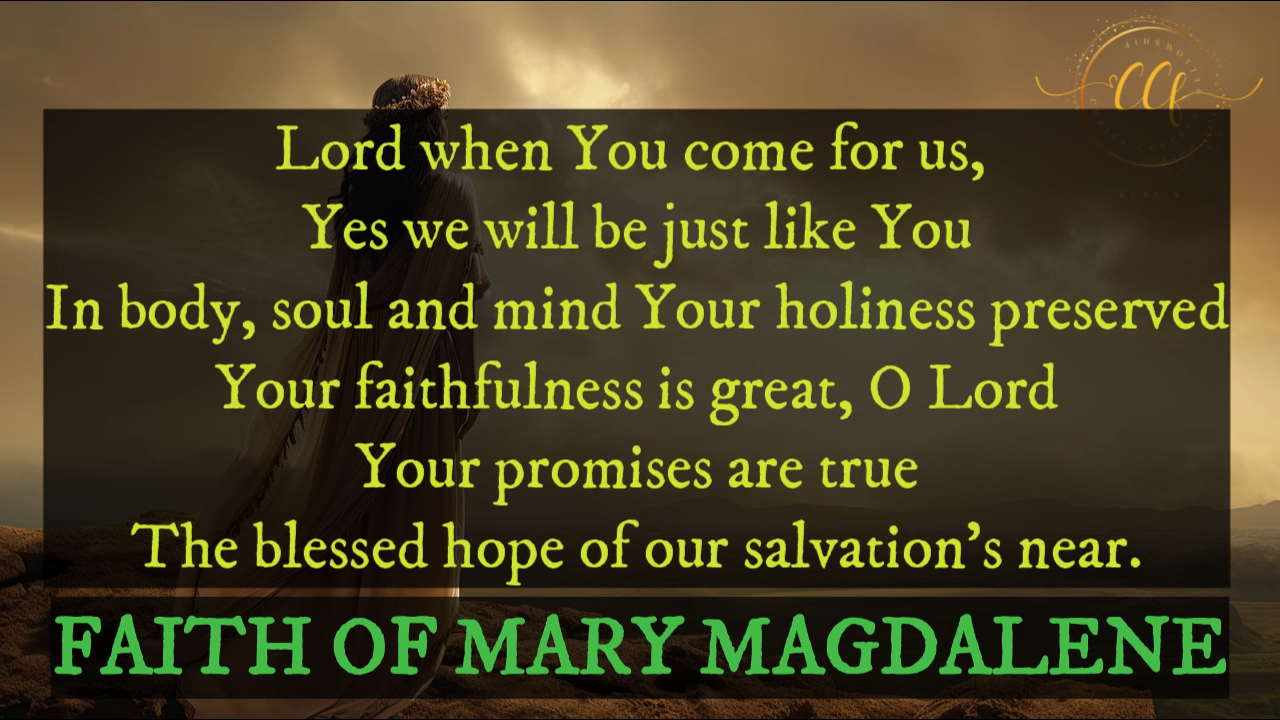 CCf
Lord when You come for us,
Yes we will be just like You
In body, soul and mind Your holiness preserved
Your faithfulness is great, O Lord
Your promises are true
The blessed hope of our salvation's near.
FAITH OF MARY MAGDALENE